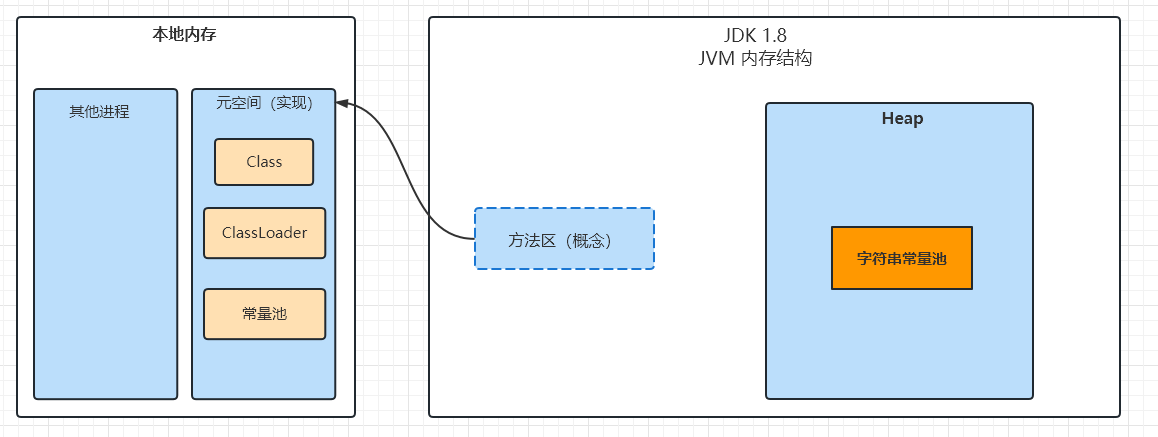 本地内存
其他进程
元空间（实现）
Class
ClassLoader
常量池
JDK 1.8
JVM 内存结构
方法区（概念）
Heap
字符串常量池